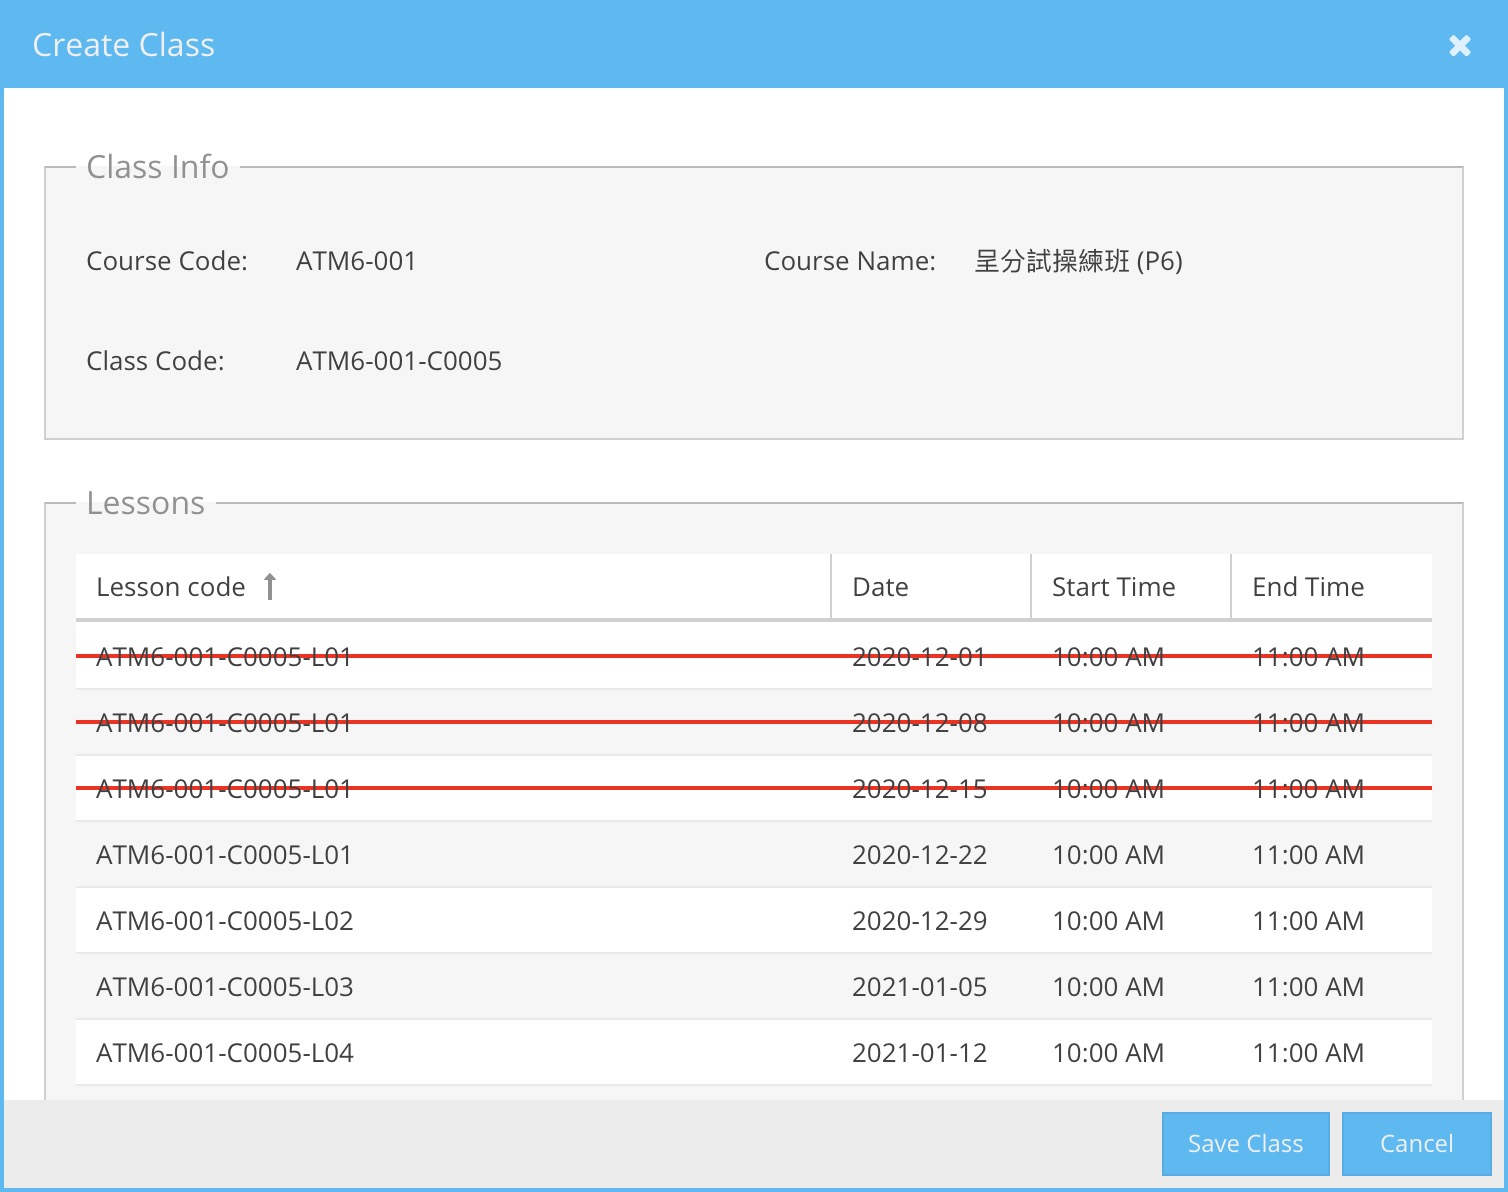 Create Class
Class Info
Course Code: ATM6-001 Course Name: 呈分試操練班 (P6)
Class Code: ATM6-001-C0005
Lessons
Lesson code Date Start Time End Time
ATM6-001-C0005-L01 2020-12-01 10:00 AM 11:00 AM
ATM6-001-C0005-L01 2020-12-08 10:00 AM 11:00 AM
ATM6-001-C0005-L01 2020-12-15 10:00 AM 11:00 AM
ATM6-001-C0005-L01 2020-12-22 10:00 AM 11:00 AM
ATM6-001-C0005-L02 2020-12-29 10:00 AM 11:00 AM
ATM6-001-C0005-L03 2021-01-05 10:00 AM 11:00 AM
ATM6-001-C0005-L04 2021-01-12 10:00 AM 11:00 AM
Save Class Cancel